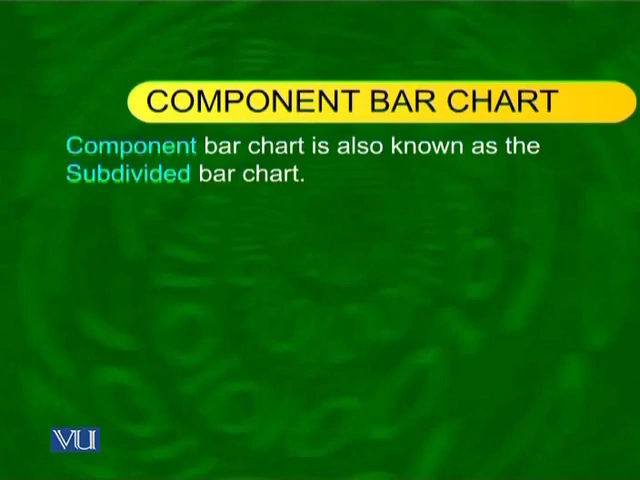 COMPONENT BAR CHART
Component bar chart is also known as the
Subdivided bar chart.
VU